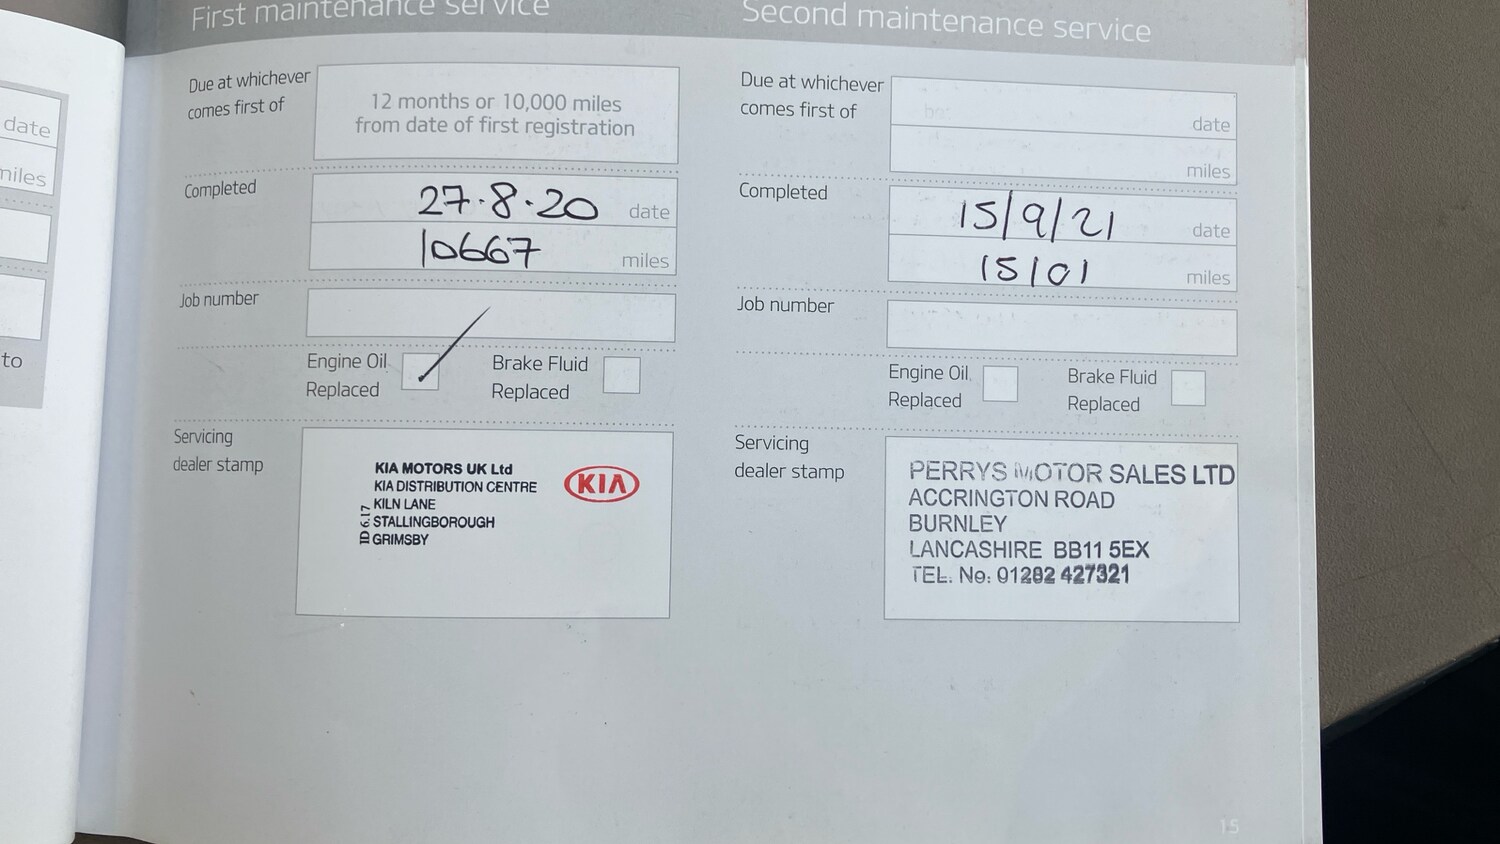 First maintenance service
Due at whichever
comes first of
12 months or 10,000 miles
from date of first registration
Completed
27.8.20 date
10667 miles
Job number
Engine Oil
Replaced
Brake Fluid
Replaced
Servicing
dealer stamp
KIA MOTORS UK Ltd
KIA DISTRIBUTION CENTRE
KILN LANE
STALLINGBOROUGH
GRIMSBY
KIA
Second maintenance service
Due at whichever
comes first of
date
miles
Completed
15/9/21 date
15101 miles
Job number
Engine Oil
Replaced
Brake Fluid
Replaced
Servicing
dealer stamp
PERRYS MOTOR SALES LTD
ACCRINGTON ROAD
BURNLEY
LANCASHIRE BB11 5EX
TEL. No: 01282 427321
15
date
miles
to